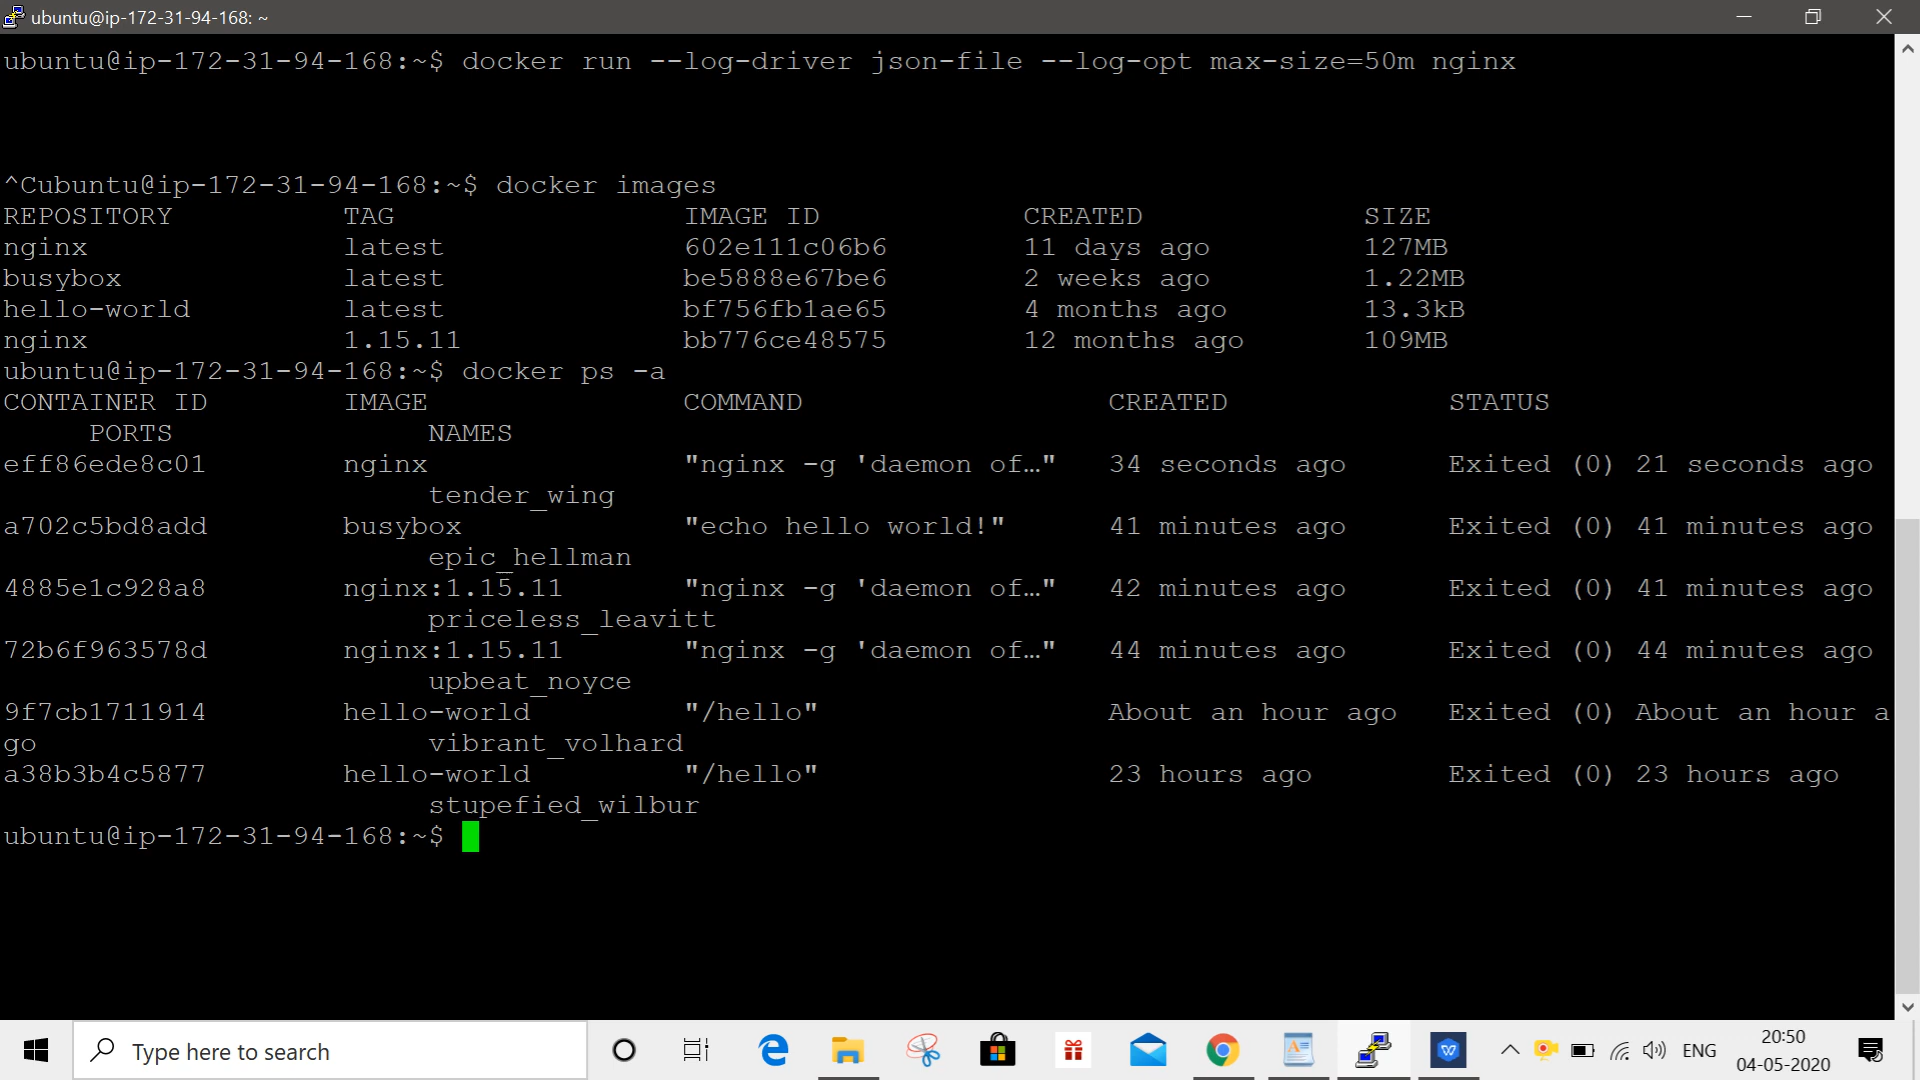 ubuntu@ip-172-31-94-168: ~
ubuntu@ip-172-31-94-168:~$ docker run --log-driver json-file --log-opt max-size=50m nginx
^Cubuntu@ip-172-31-94-168:~$ docker images
REPOSITORY TAG IMAGE ID CREATED SIZE
nginx latest 602e111c06b6 11 days ago 127MB
busybox latest be5888e67be6 2 weeks ago 1.22MB
hello-world latest bf756fb1ae65 4 months ago 13.3kB
nginx 1.15.11 bb776ce48575 12 months ago 109MB
ubuntu@ip-172-31-94-168:~$ docker ps -a
CONTAINER ID IMAGE COMMAND CREATED STATUS
PORTS NAMES
eff86ede8c01 nginx "nginx -g 'daemon of…" 34 seconds ago Exited (0) 21 seconds ago
tender_wing
a702c5bd8add busybox "echo hello world!" 41 minutes ago Exited (0) 41 minutes ago
epic_hellman
4885e1c928a8 nginx:1.15.11 "nginx -g 'daemon of…" 42 minutes ago Exited (0) 41 minutes ago
priceless_leavitt
72b6f963578d nginx:1.15.11 "nginx -g 'daemon of…" 44 minutes ago Exited (0) 44 minutes ago
upbeat_noyce
9f7cb1711914 hello-world "/hello" About an hour ago Exited (0) About an hour a
go vibrant_volhard
a38b3b4c5877 hello-world "/hello" 23 hours ago Exited (0) 23 hours ago
stupefied_wilbur
ubuntu@ip-172-31-94-168:~$
Type here to search
ENG
20:50
04-05-2020